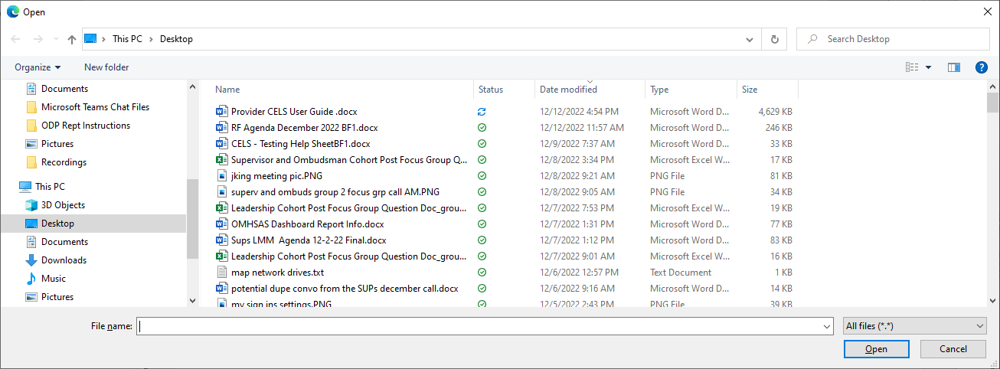 Open
This PC > Desktop
Search Desktop
Organize
New folder
Documents
Microsoft Teams Chat Files
ODP Rept Instructions
Pictures
Recordings
This PC
3D Objects
Desktop
Documents
Downloads
Music
Pictures
Name Status Date modified Type Size
Provider CELS User Guide .docx 12/12/2022 4:54 PM Microsoft Word D... 4,629 KB
RF Agenda December 2022 BF1.docx 12/12/2022 11:57 AM Microsoft Word D... 246 KB
CELS - Testing Help SheetBF1.docx 12/9/2022 7:37 AM Microsoft Word D... 33 KB
Supervisor and Ombudsman Cohort Post Focus Group Q... 12/8/2022 3:34 PM Microsoft Excel W... 17 KB
jking meeting pic.PNG 12/8/2022 9:21 AM PNG File 81 KB
superv and ombuds group 2 focus grp call AM.PNG 12/8/2022 9:05 AM PNG File 34 KB
Leadership Cohort Post Focus Group Question Doc_grou... 12/7/2022 7:53 PM Microsoft Excel W... 19 KB
OMHSAS Dashboard Report Info.docx 12/7/2022 1:31 PM Microsoft Word D... 77 KB
Sups LMM  Agenda 12-2-22 Final.docx 12/7/2022 1:12 PM Microsoft Word D... 83 KB
Leadership Cohort Post Focus Group Question Doc_grou... 12/7/2022 9:01 AM Microsoft Excel W... 16 KB
map network drives.txt 12/6/2022 12:57 PM Text Document 1 KB
potential dupe convo from the SUPs december call.docx 12/6/2022 9:16 AM Microsoft Word D... 14 KB
my sign ins settings.PNG 12/5/2022 2:43 PM PNG File 39 KB
File name:
All files (*.*)
Open
Cancel